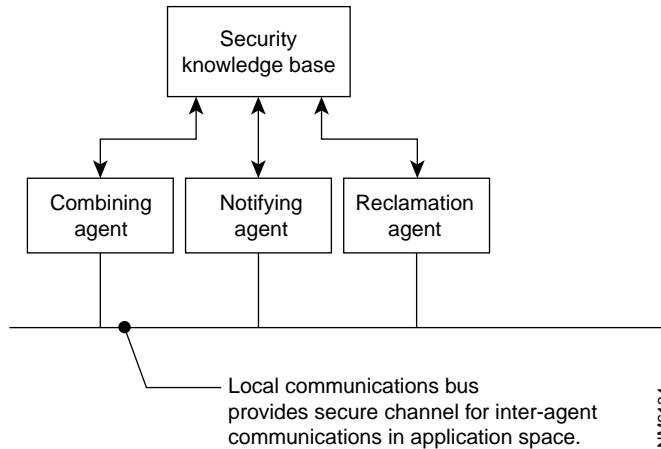 Security
knowledge base
Combining
agent
Notifying
agent
Reclamation
agent
Local communications bus
provides secure channel for inter-agent
communications in application space.